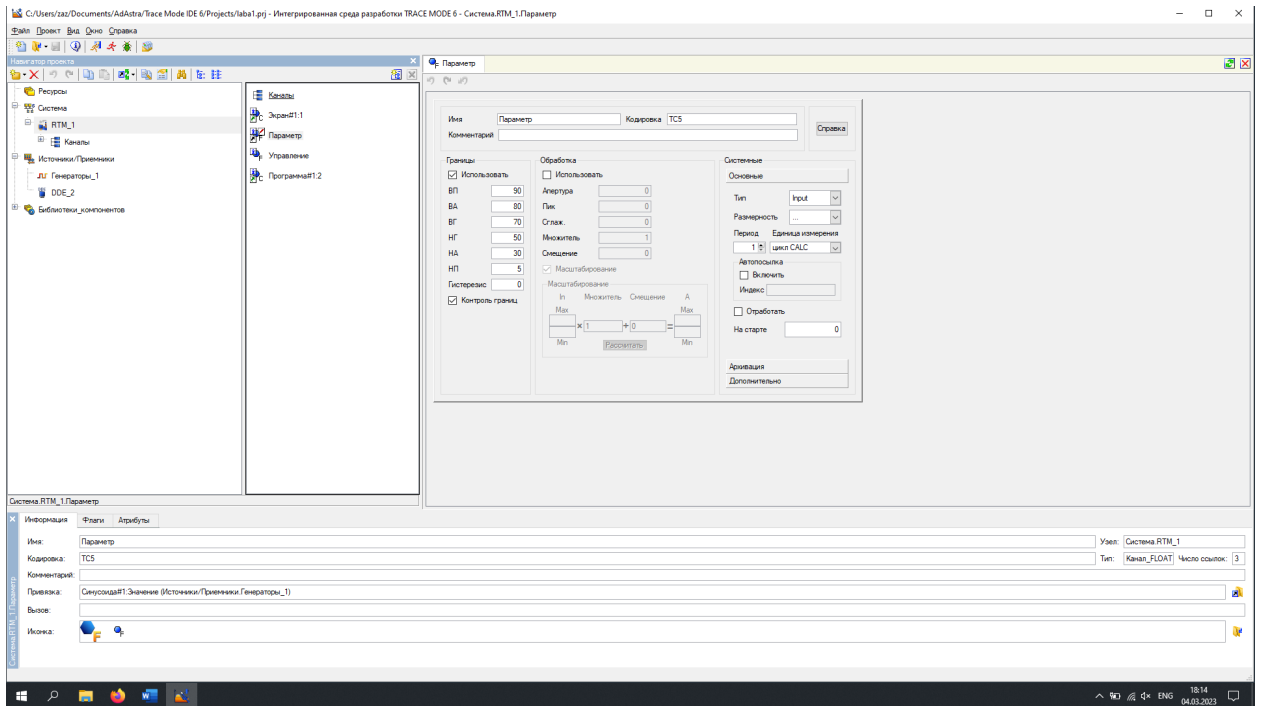 C:/Users/zaz/Documents/AdAstra/Trace Mode IDE 6/Projects/laba1.prj - Интегрированная среда разработки TRACE MODE 6 - Система.RTM_1.Параметр
Файл Проект Вид Окно Справка
Навигатор проекта
Ресурсы
Система
RTM_1
Каналы
Источники/Приемники
Генераторы_1
DDE_2
Библиотеки_компонентов
Каналы
Экран#1:1
Параметр
Управление
Программа#1:2
Параметр
Имя Параметр Кодировка TC5
Комментарий
Справка
Границы
Использовать
ВП 90
ВА 80
ВГ 70
НГ 50
НА 30
НП 5
Гистерезис 0
Контроль границ
Обработка
Использовать
Апертура 0
Пик 0
Сглаж. 0
Множитель 1
Смещение 0
Масштабирование
Масштабирование
In Множитель Смещение A
Max Max
× 1 + 0 =
Min Рассчитать Min
Системные
Основные
Тип Input
Размерность ...
Период Единица измерения
1 цикл CALC
Автопосылка
Включить
Индекс
Отработать
На старте 0
Архивация
Дополнительно
Система.RTM_1.Параметр
Информация Флаги Атрибуты
Имя: Параметр Узел: Система.RTM_1
Кодировка: TC5 Тип: Канал_FLOAT Число ссылок: 3
Комментарий:
Привязка: Синусоида#1:Значение (Источники/Приемники.Генераторы_1)
Вызов:
Иконка:
Система.RTM_1.Параметр
ENG 18:14
04.03.2023